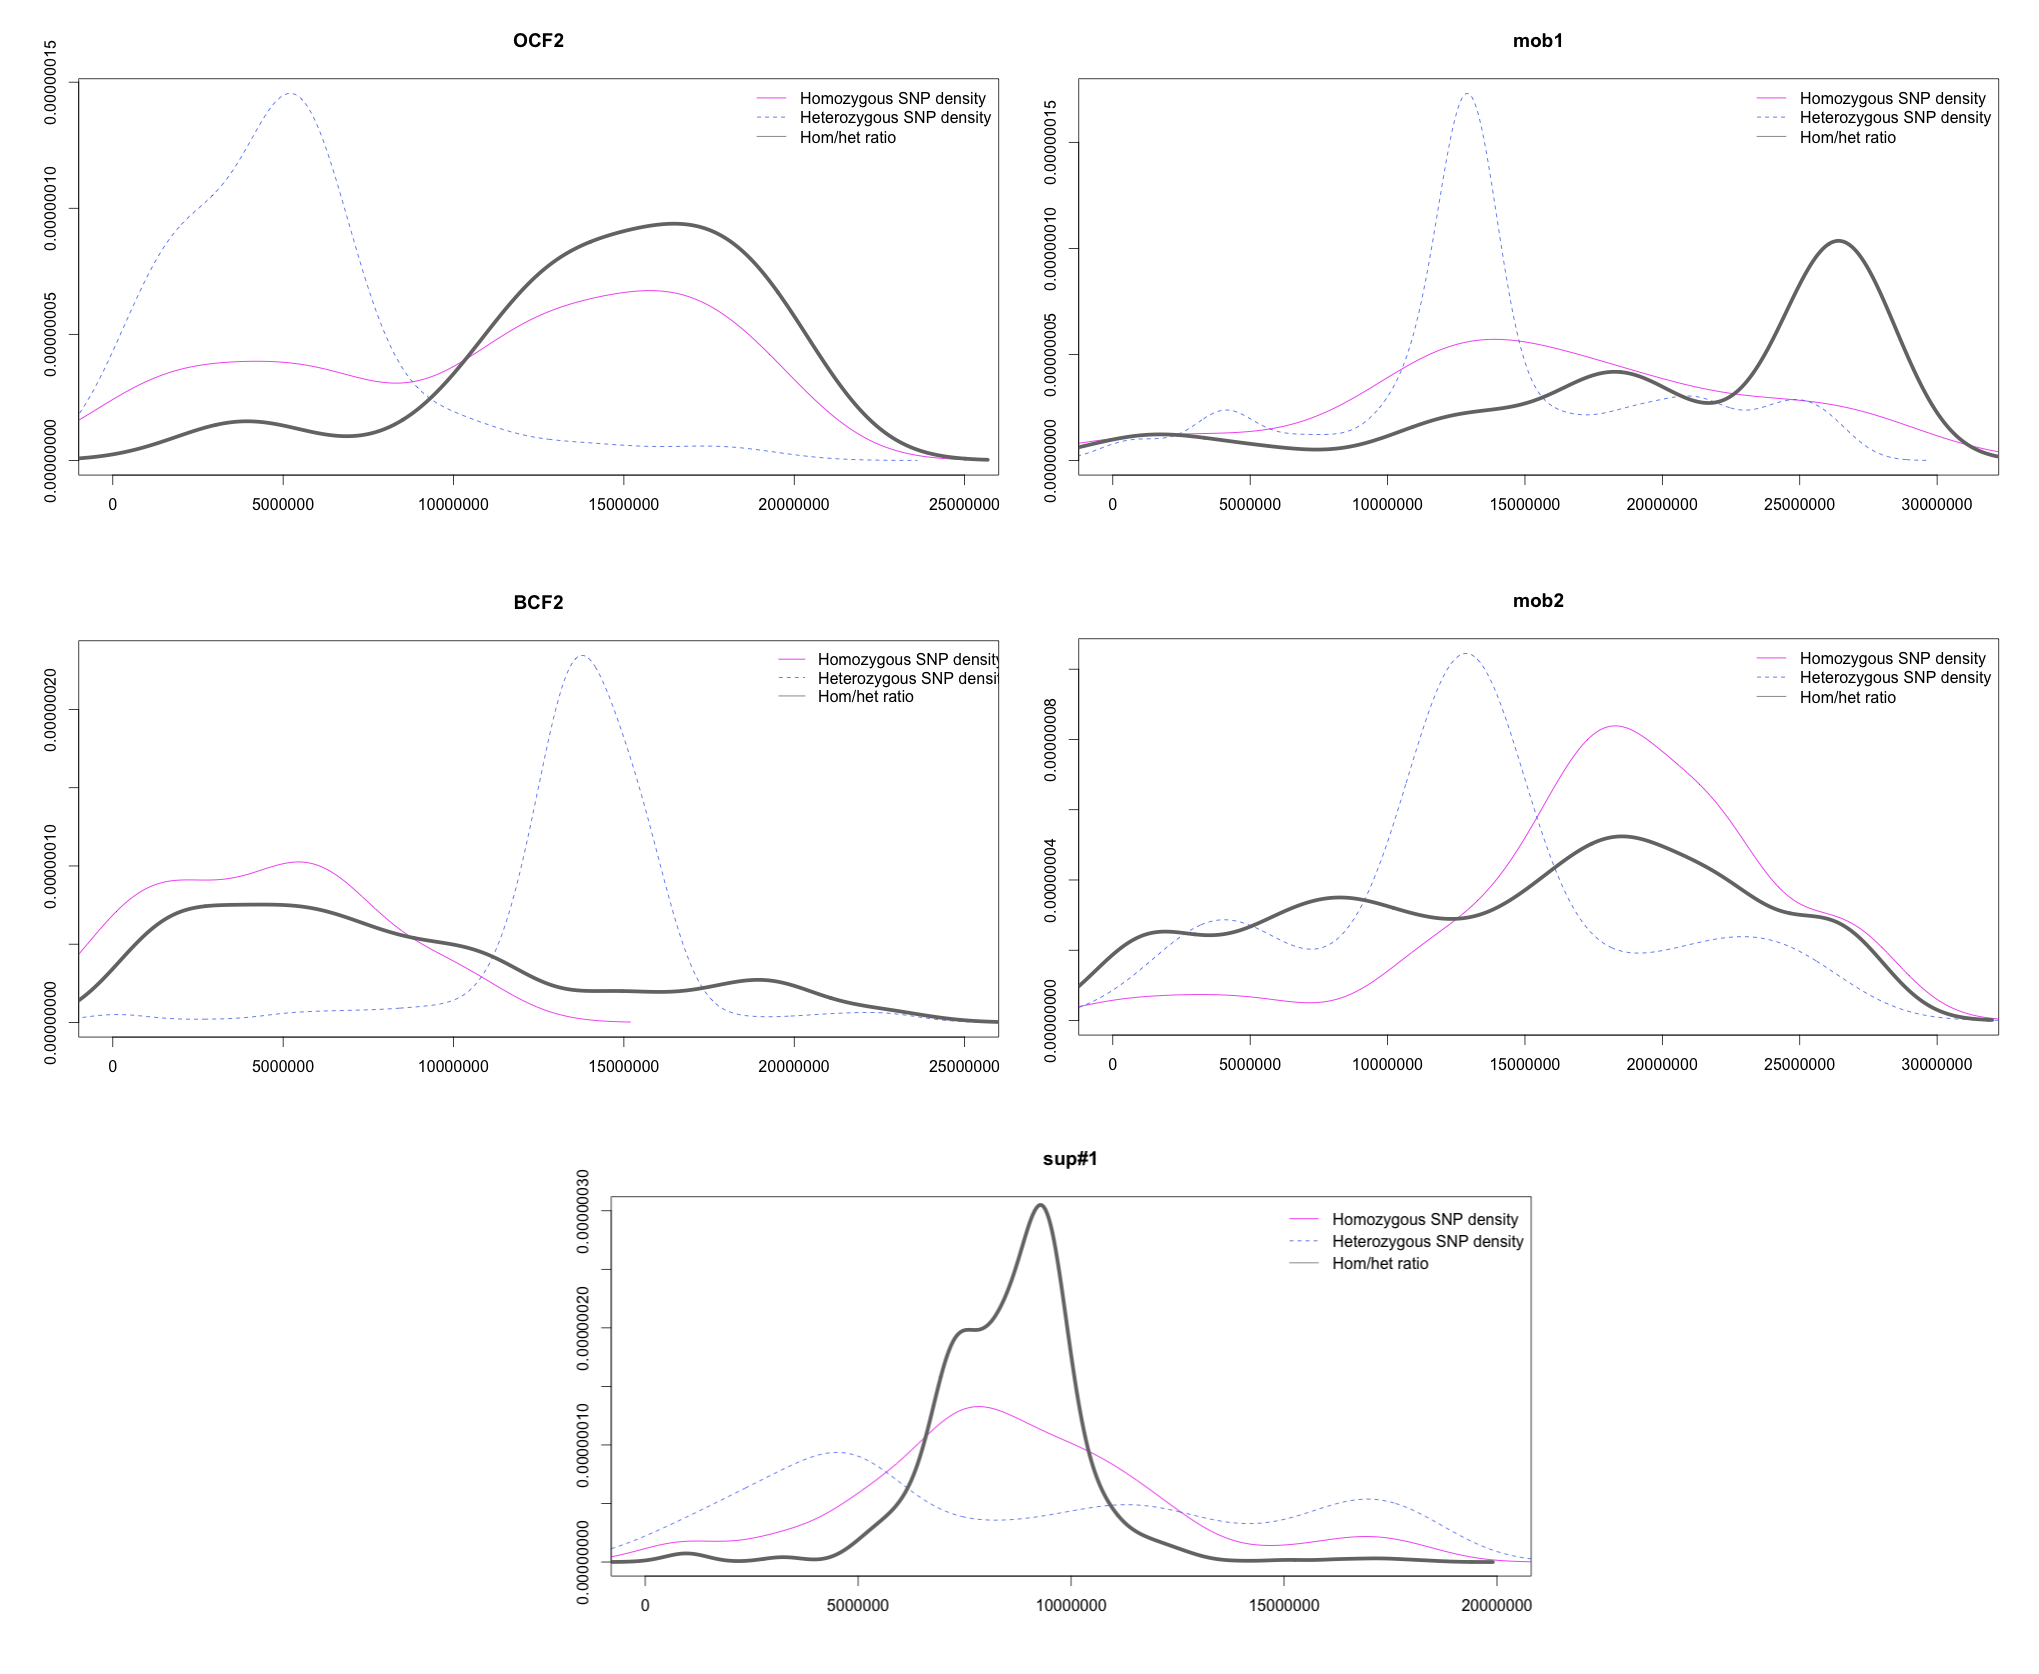 OCF2
0.00000000
0.00000005
0.00000010
0.00000015
Homozygous SNP density
Heterozygous SNP density
Hom/het ratio
0 5000000 10000000 15000000 20000000 25000000
mob1
0.00000000
0.00000005
0.00000010
0.00000015
Homozygous SNP density
Heterozygous SNP density
Hom/het ratio
0 5000000 10000000 15000000 20000000 25000000 30000000
BCF2
0.00000000
0.00000010
0.00000020
Homozygous SNP density
Heterozygous SNP densi
Hom/het ratio
0 5000000 10000000 15000000 20000000 25000000
mob2
0.00000000
0.00000004
0.00000008
Homozygous SNP density
Heterozygous SNP density
Hom/het ratio
0 5000000 10000000 15000000 20000000 25000000 30000000
sup#1
0.00000000
0.00000010
0.00000020
0.00000030
Homozygous SNP density
Heterozygous SNP density
Hom/het ratio
0 5000000 10000000 15000000 20000000